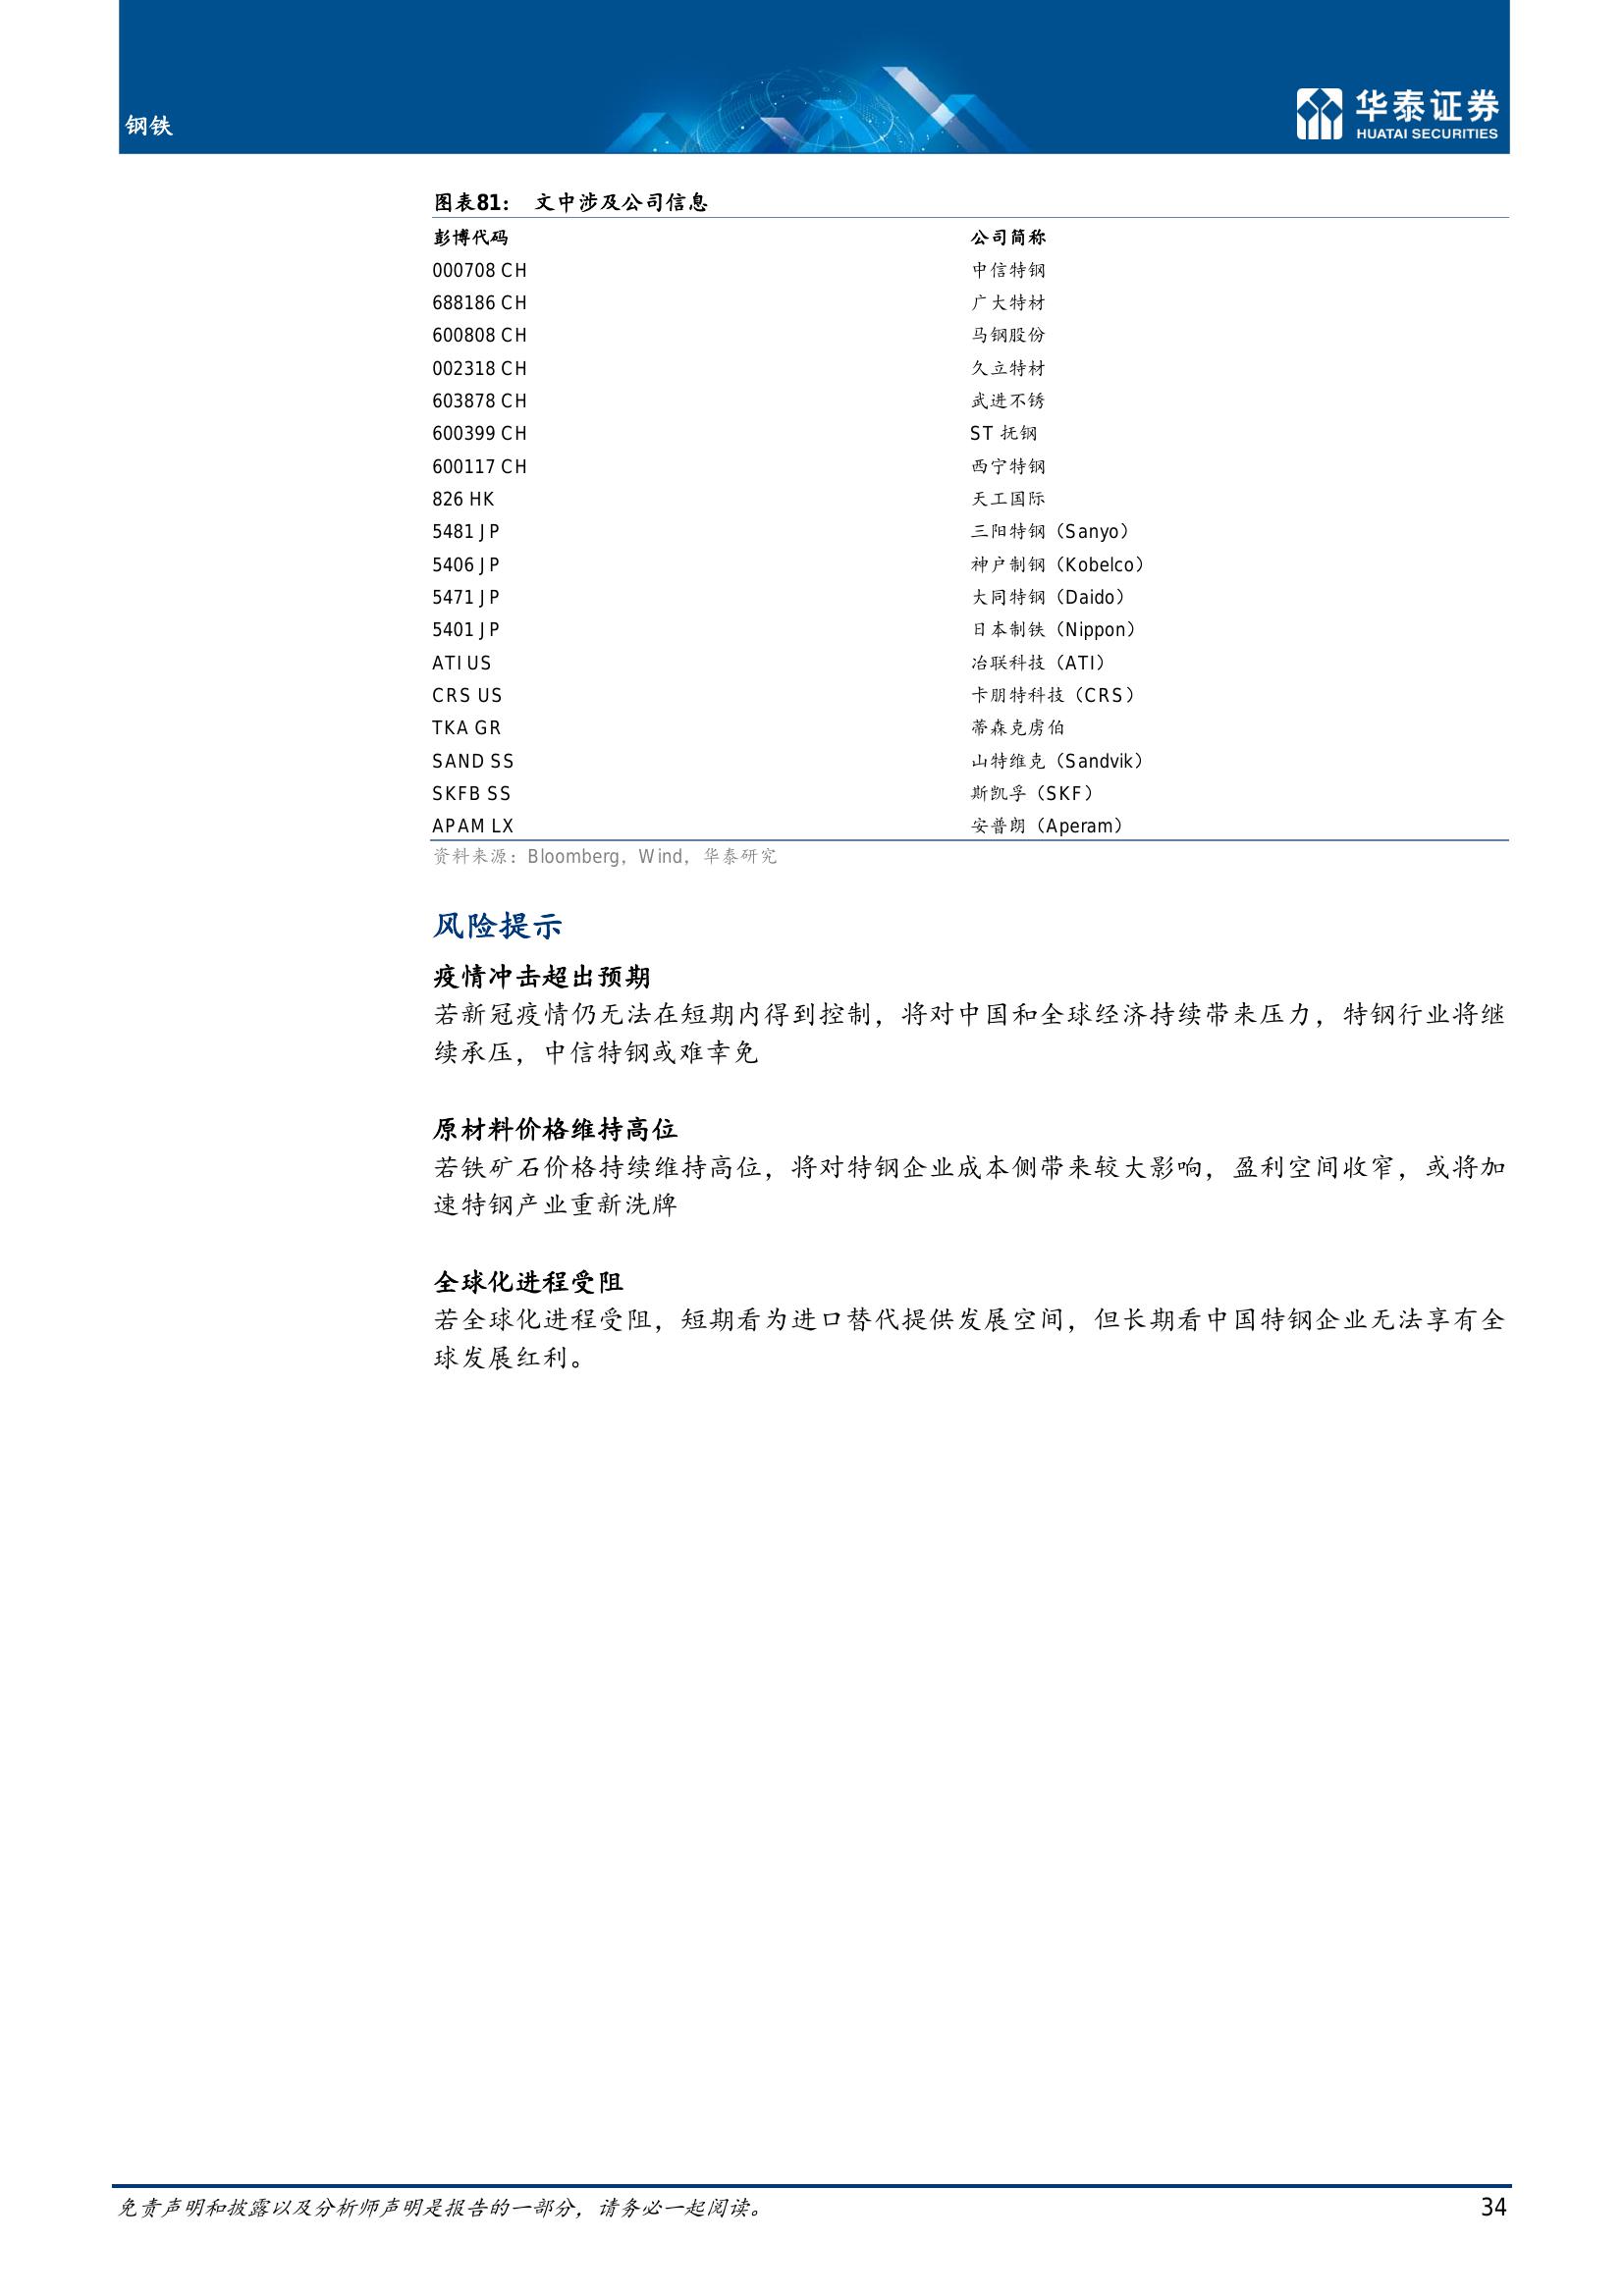 钢铁
华泰证券
HUATAI SECURITIES
图表81： 文中涉及公司信息
彭博代码 公司简称
000708 CH 中信特钢
688186 CH 广大特材
600808 CH 马钢股份
002318 CH 久立特材
603878 CH 武进不锈
600399 CH ST 抚钢
600117 CH 西宁特钢
826 HK 天工国际
5481 JP 三阳特钢（Sanyo）
5406 JP 神户制钢（Kobelco）
5471 JP 大同特钢（Daido）
5401 JP 日本制铁（Nippon）
ATI US 冶联科技（ATI）
CRS US 卡朋特科技（CRS）
TKA GR 蒂森克虏伯
SAND SS 山特维克（Sandvik）
SKFB SS 斯凯孚（SKF）
APAM LX 安普朗（Aperam）
资料来源：Bloomberg，Wind，华泰研究
风险提示
疫情冲击超出预期
若新冠疫情仍无法在短期内得到控制，将对中国和全球经济持续带来压力，特钢行业将继
续承压，中信特钢或难幸免
原材料价格维持高位
若铁矿石价格持续维持高位，将对特钢企业成本侧带来较大影响，盈利空间收窄，或将加
速特钢产业重新洗牌
全球化进程受阻
若全球化进程受阻，短期看为进口替代提供发展空间，但长期看中国特钢企业无法享有全
球发展红利。
免责声明和披露以及分析师声明是报告的一部分，请务必一起阅读。 34